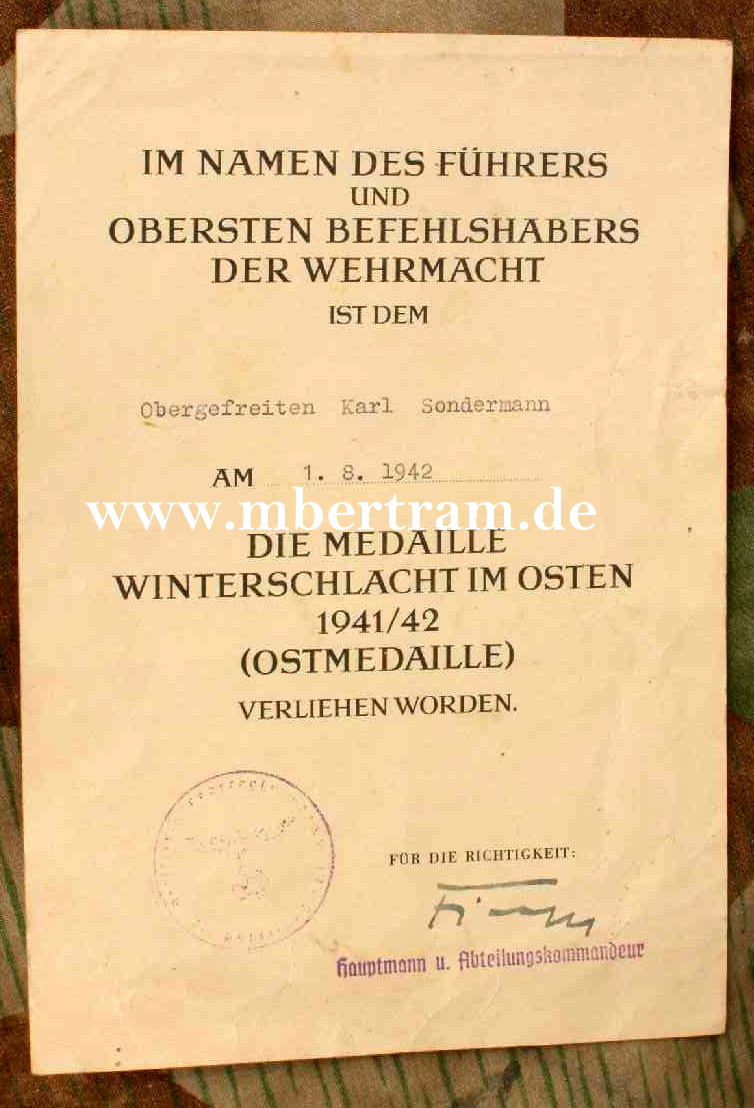 IM NAMEN DES FÜHRERS
UND
OBERSTEN BEFEHLSHABERS
DER WEHRMACHT
IST DEM
Obergefreiten Karl Sondermann
AM 1. 8. 1942
www.mbertram.de
DIE MEDAILLE
WINTERSCHLACHT IM OSTEN
1941/42
(OSTMEDAILLE)
VERLIEHEN WORDEN.
FÜR DIE RICHTIGKEIT:
Hauptmann u. Abteilungskommandeur